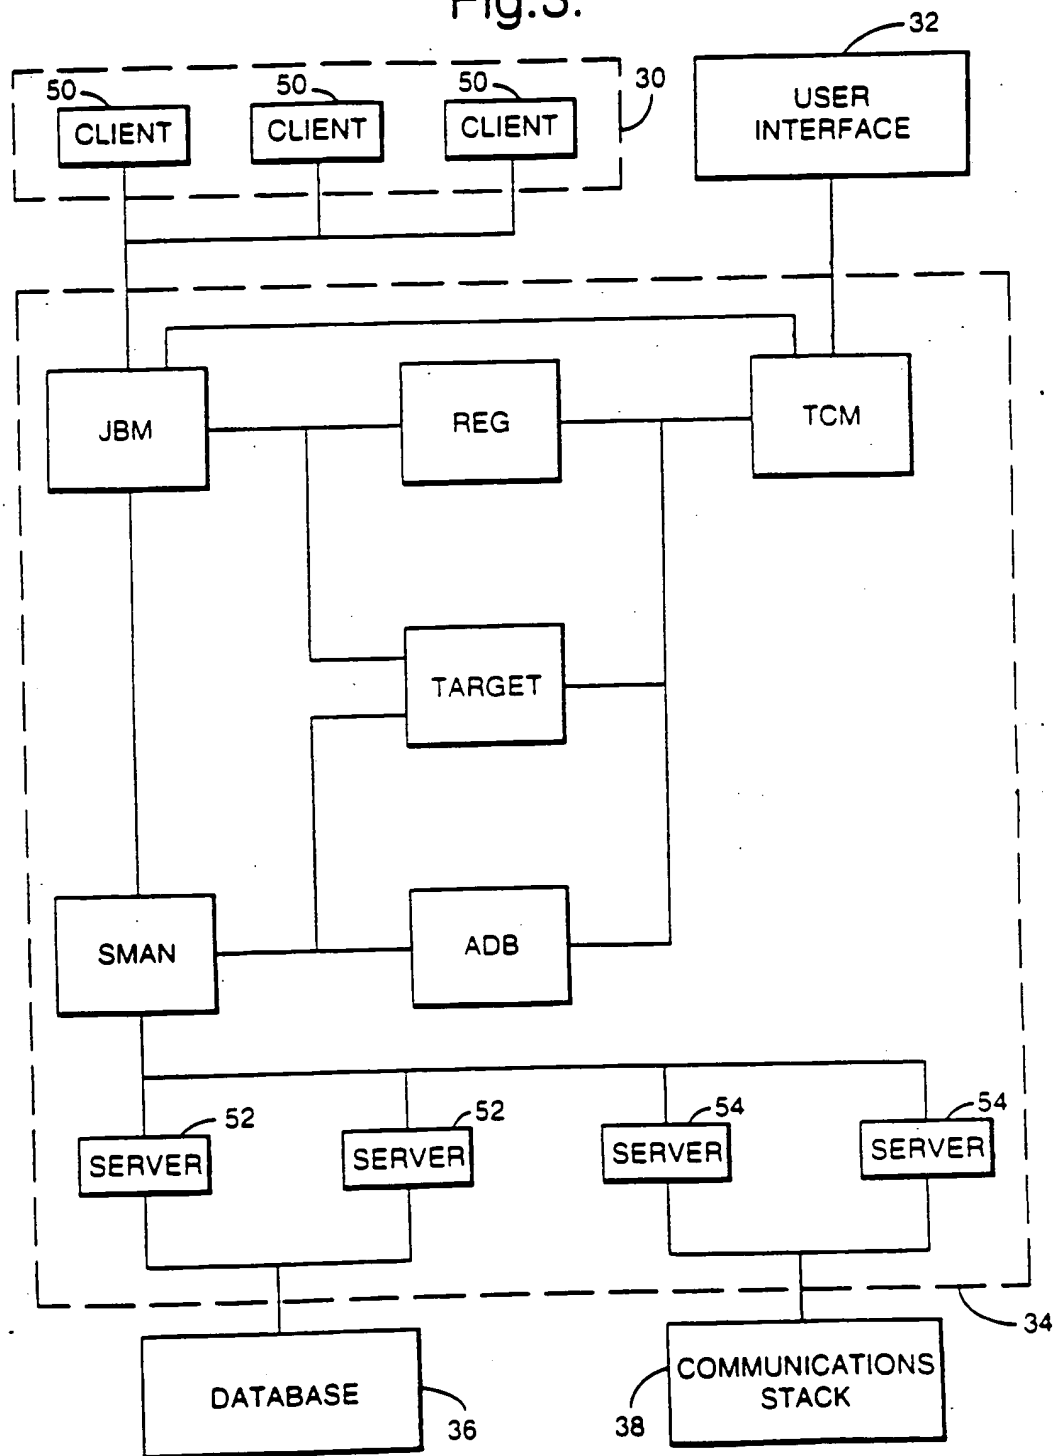 Fig.3.
32
50
50
50
30
CLIENT
CLIENT
CLIENT
USER
INTERFACE
JBM
REG
TCM
TARGET
SMAN
ADB
52
52
54
54
SERVER
SERVER
SERVER
SERVER
34
DATABASE
36
38
COMMUNICATIONS
STACK